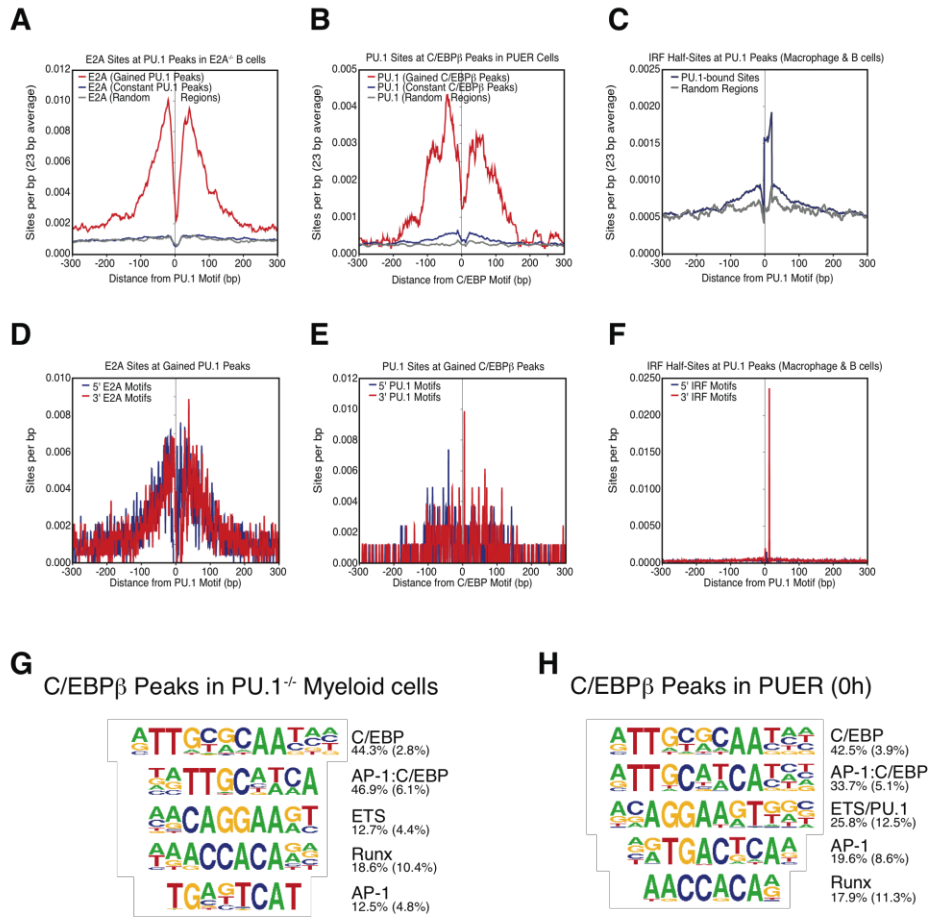 A
E2A Sites at PU.1 Peaks in E2A-/- B cells
E2A (Gained PU.1 Peaks)
E2A (Constant PU.1 Peaks)
E2A (Random Regions)
Sites per bp (23 bp average)
0.012
0.010
0.008
0.006
0.004
0.002
0.000
-300 -200 -100 0 100 200 300
Distance from PU.1 Motif (bp)
B
PU.1 Sites at C/EBPβ Peaks in PUER Cells
PU.1 (Gained C/EBPβ Peaks)
PU.1 (Constant C/EBPβ Peaks)
PU.1 (Random Regions)
Sites per bp (23 bp average)
0.005
0.004
0.003
0.002
0.001
0.000
-300 -200 -100 0 100 200 300
Distance from C/EBP Motif (bp)
C
IRF Half-Sites at PU.1 Peaks (Macrophage & B cells)
PU.1-bound Sites
Random Regions
Sites per bp (23 bp average)
0.0025
0.0020
0.0015
0.0010
0.0005
0.0000
-300 -200 -100 0 100 200 300
Distance from PU.1 Motif (bp)
D
E2A Sites at Gained PU.1 Peaks
5' E2A Motifs
3' E2A Motifs
Sites per bp
0.010
0.008
0.006
0.004
0.002
0.000
-300 -200 -100 0 100 200 300
Distance from PU.1 Motif (bp)
E
PU.1 Sites at Gained C/EBPβ Peaks
5' PU.1 Motifs
3' PU.1 Motifs
Sites per bp
0.012
0.010
0.008
0.006
0.004
0.002
0.000
-300 -200 -100 0 100 200 300
Distance from C/EBP Motif (bp)
F
IRF Half-Sites at PU.1 Peaks (Macrophage & B cells)
5' IRF Motifs
3' IRF Motifs
Sites per bp
0.0250
0.0200
0.0150
0.0100
0.0050
0.0000
-300 -200 -100 0 100 200 300
Distance from PU.1 Motif (bp)
G
C/EBPβ Peaks in PU.1-/- Myeloid cells
C/EBP
44.3% (2.8%)
AP-1:C/EBP
46.9% (6.1%)
ETS
12.7% (4.4%)
Runx
18.6% (10.4%)
AP-1
12.5% (4.8%)
H
C/EBPβ Peaks in PUER (0h)
C/EBP
42.5% (3.9%)
AP-1:C/EBP
33.7% (5.1%)
ETS/PU.1
25.8% (12.5%)
AP-1
19.6% (8.6%)
Runx
17.9% (11.3%)